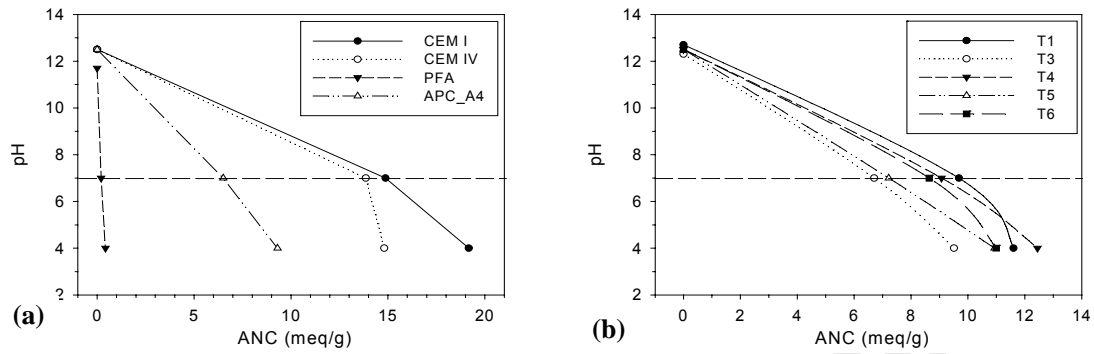 14
12
10
8
6
4
2
pH
CEM I
CEM IV
PFA
APC_A4
0 5 10 15 20
ANC (meq/g)
(a)
14
12
10
8
6
4
2
pH
T1
T3
T4
T5
T6
0 2 4 6 8 10 12 14
ANC (meq/g)
(b)